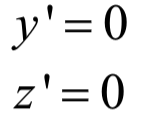 y' = 0
z' = 0